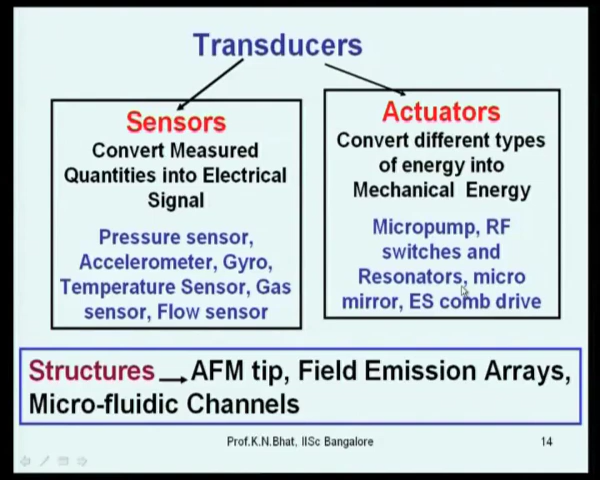 Transducers
Sensors
Convert Measured
Quantities into Electrical
Signal
Pressure sensor,
Accelerometer, Gyro,
Temperature Sensor, Gas
sensor, Flow sensor
Actuators
Convert different types
of energy into
Mechanical Energy
Micropump, RF
switches and
Resonators, micro
mirror, ES comb drive
Structures AFM tip, Field Emission Arrays,
Micro-fluidic Channels
Prof.K.N.Bhat, IISc Bangalore
14